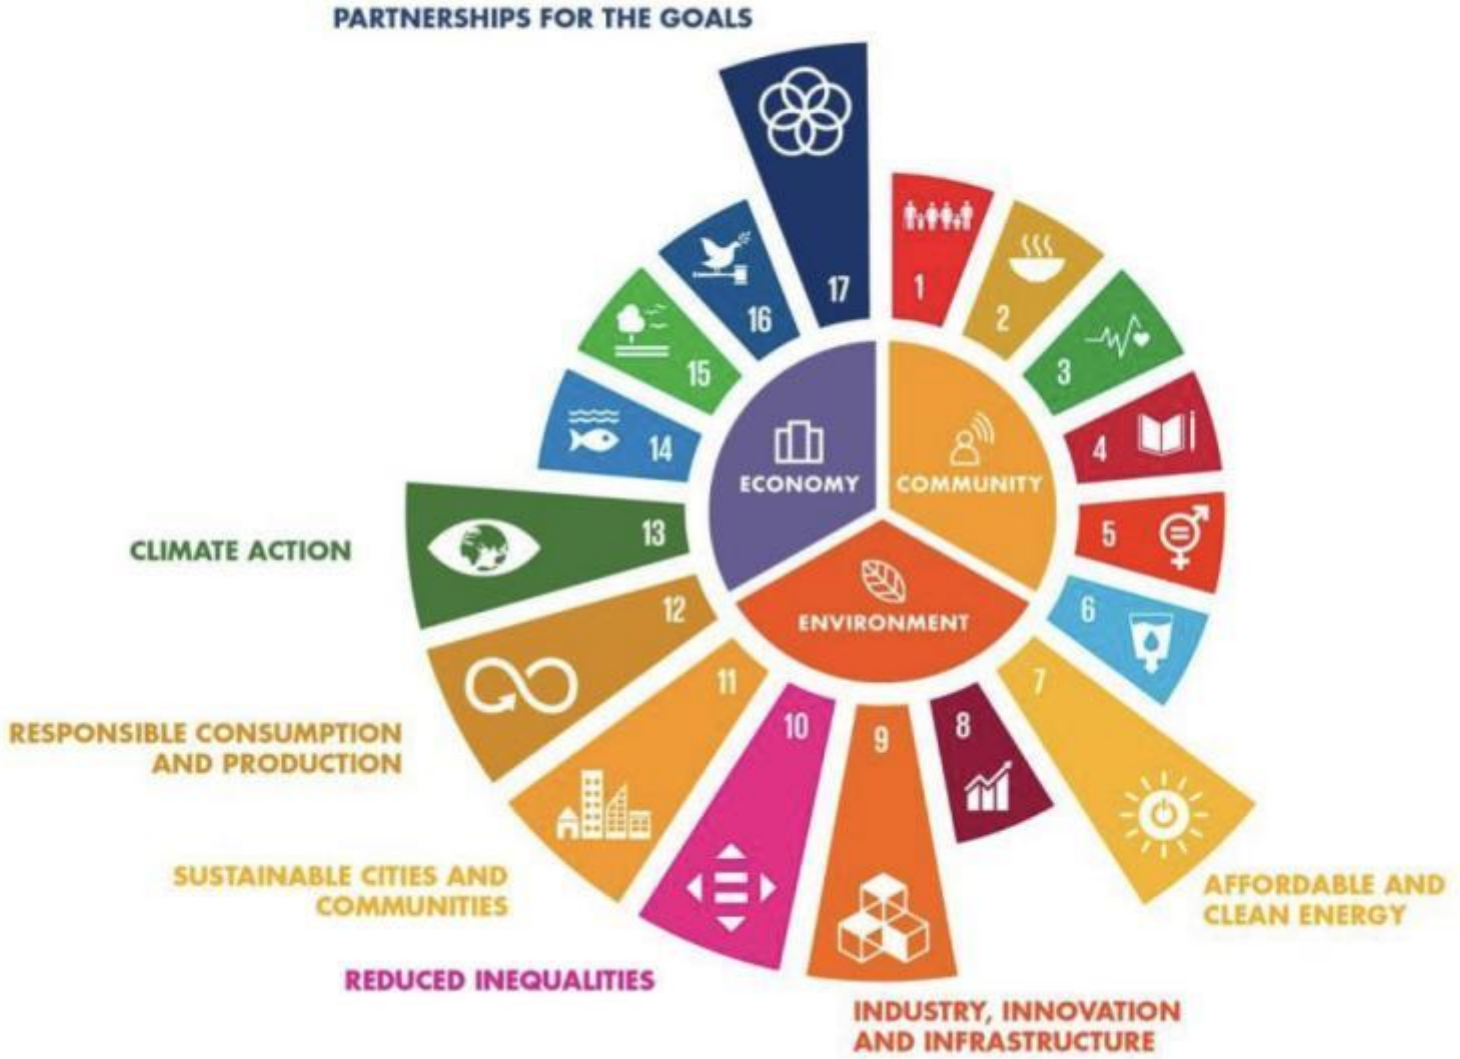 PARTNERSHIPS FOR THE GOALS
17
1
2
3
4
5
6
7
8
9
10
11
12
13
14
15
16
ECONOMY
COMMUNITY
ENVIRONMENT
CLIMATE ACTION
RESPONSIBLE CONSUMPTION
AND PRODUCTION
SUSTAINABLE CITIES AND
COMMUNITIES
REDUCED INEQUALITIES
INDUSTRY, INNOVATION
AND INFRASTRUCTURE
AFFORDABLE AND
CLEAN ENERGY